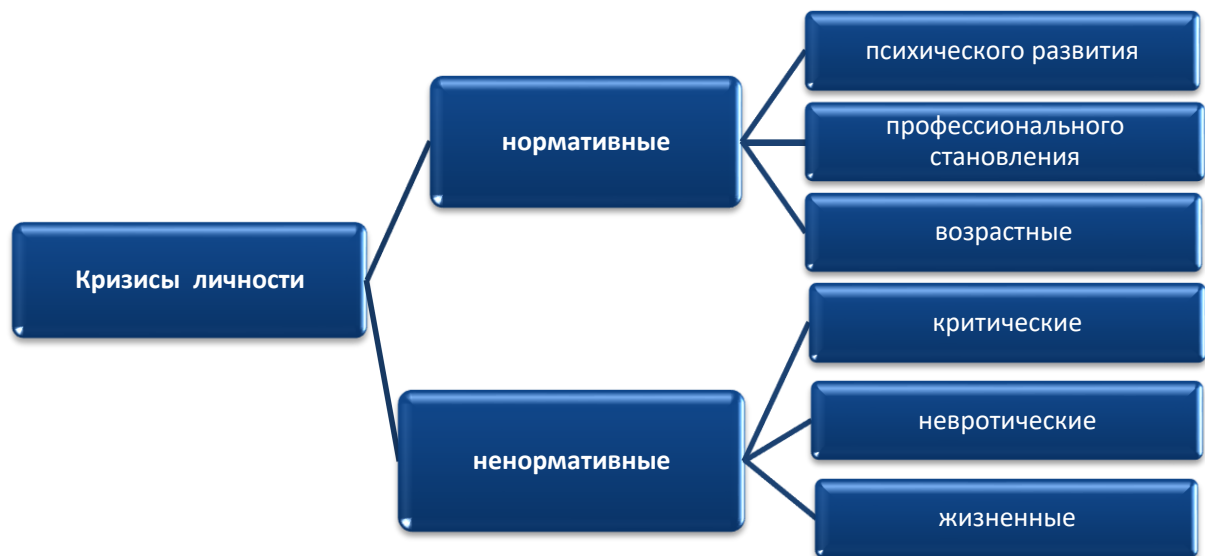 Кризисы личности
нормативные
психического развития
профессионального
становления
возрастные
ненормативные
критические
невротические
жизненные